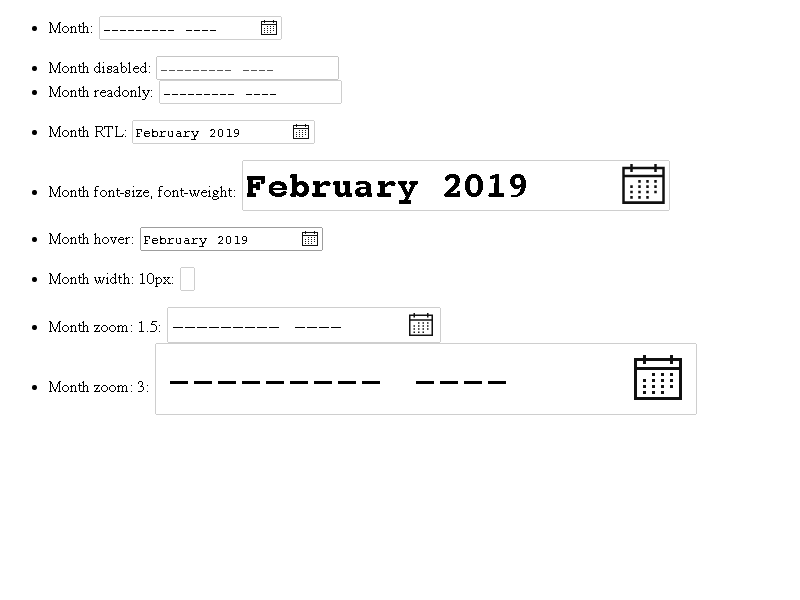 • Month: --------- ----
• Month disabled: --------- ----
• Month readonly: --------- ----
• Month RTL: February 2019
• Month font-size, font-weight: February 2019
• Month hover: February 2019
• Month width: 10px:
• Month zoom: 1.5: --------- ----
• Month zoom: 3: --------- ----